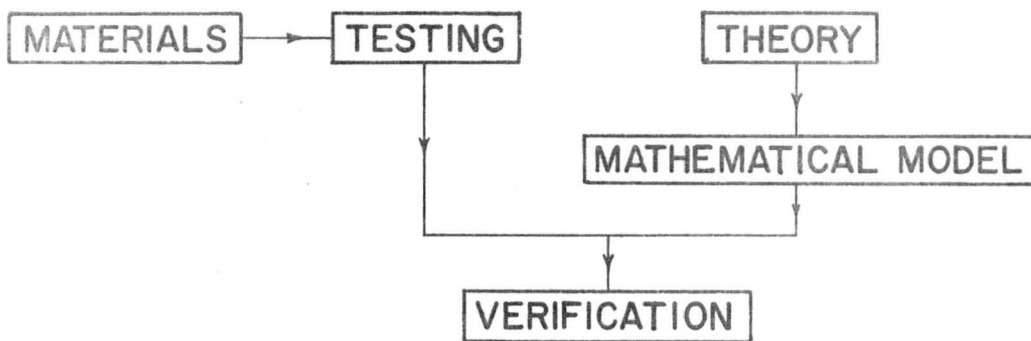 MATERIALS
TESTING
THEORY
MATHEMATICAL MODEL
VERIFICATION